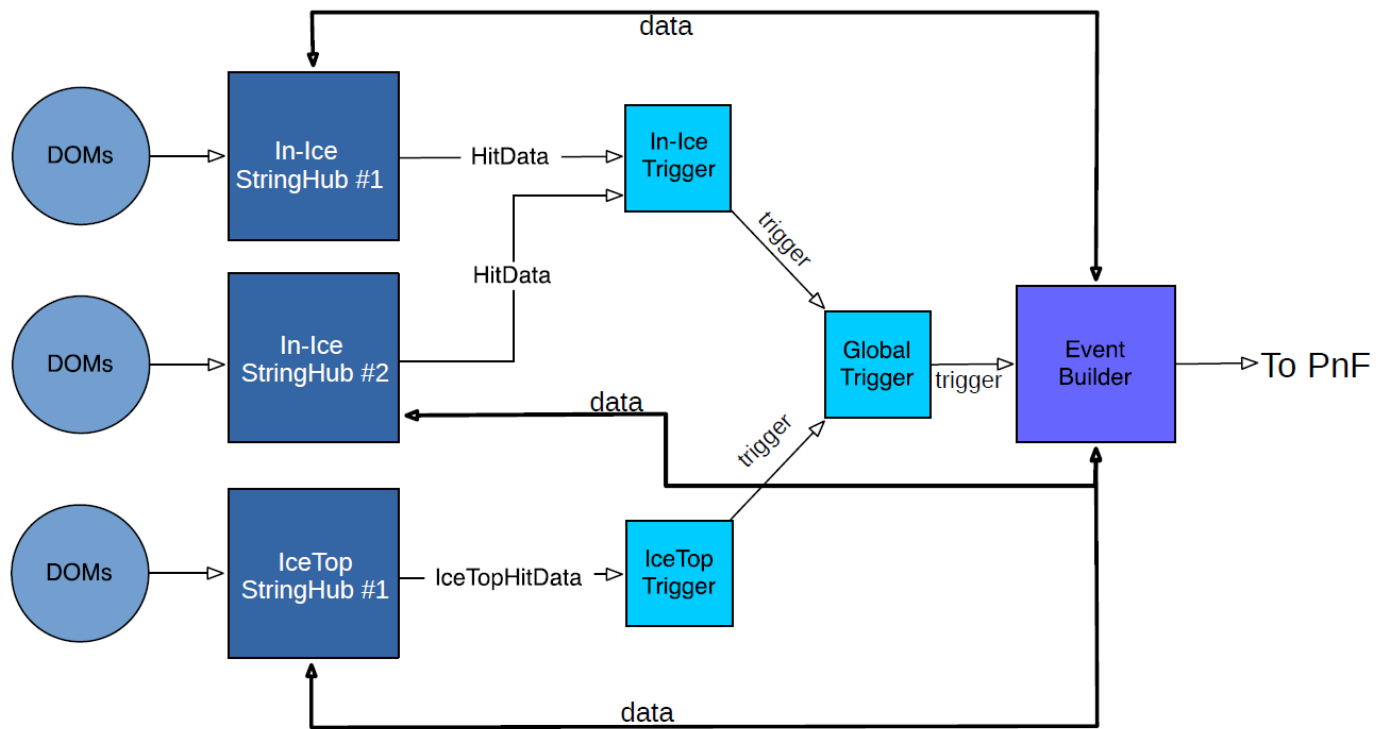 data
DOMs
In-Ice
StringHub #1
HitData
In-Ice
Trigger
trigger
HitData
DOMs
In-Ice
StringHub #2
Global
Trigger
trigger
Event
Builder
To PnF
data
trigger
DOMs
IceTop
StringHub #1
IceTopHitData
IceTop
Trigger
data